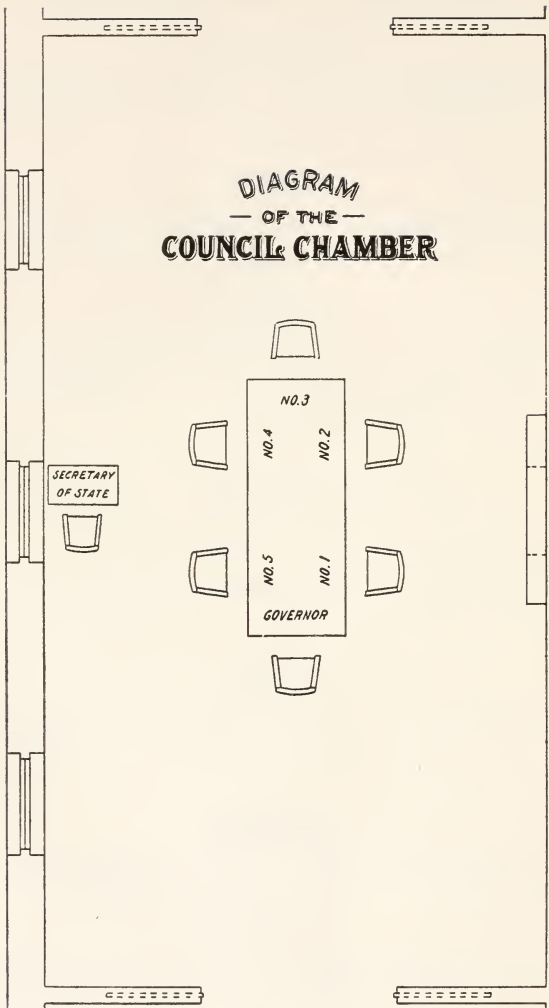 DIAGRAM
— OF THE —
COUNCIL CHAMBER
NO.3
NO.4
NO.2
SECRETARY
OF STATE
NO.5
NO.1
GOVERNOR